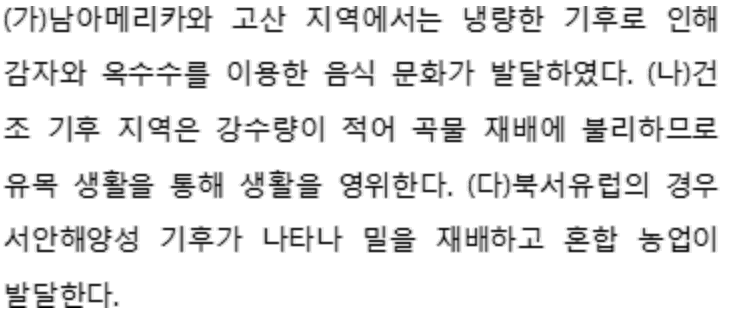 (가)남아메리카와 고산 지역에서는 냉량한 기후로 인해
감자와 옥수수를 이용한 음식 문화가 발달하였다. (나)건
조 기후 지역은 강수량이 적어 곡물 재배에 불리하므로
유목 생활을 통해 생활을 영위한다. (다)북서유럽의 경우
서안해양성 기후가 나타나 밀을 재배하고 혼합 농업이
발달한다.